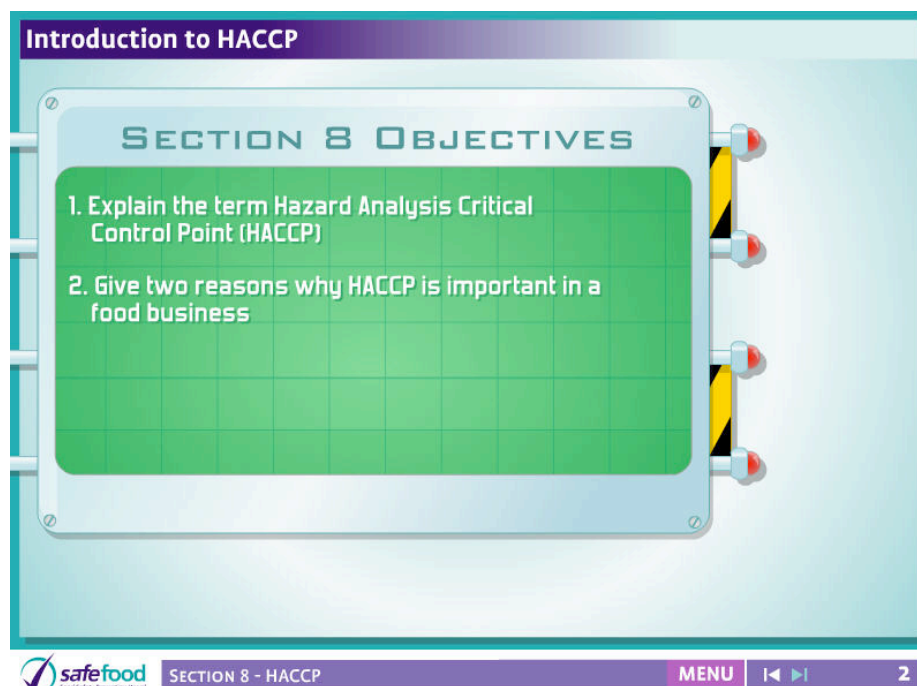 Introduction to HACCP
SECTION 8 OBJECTIVES
1. Explain the term Hazard Analysis Critical
Control Point (HACCP)
2. Give two reasons why HACCP is important in a
food business
safefood
SECTION 8 - HACCP
MENU
2